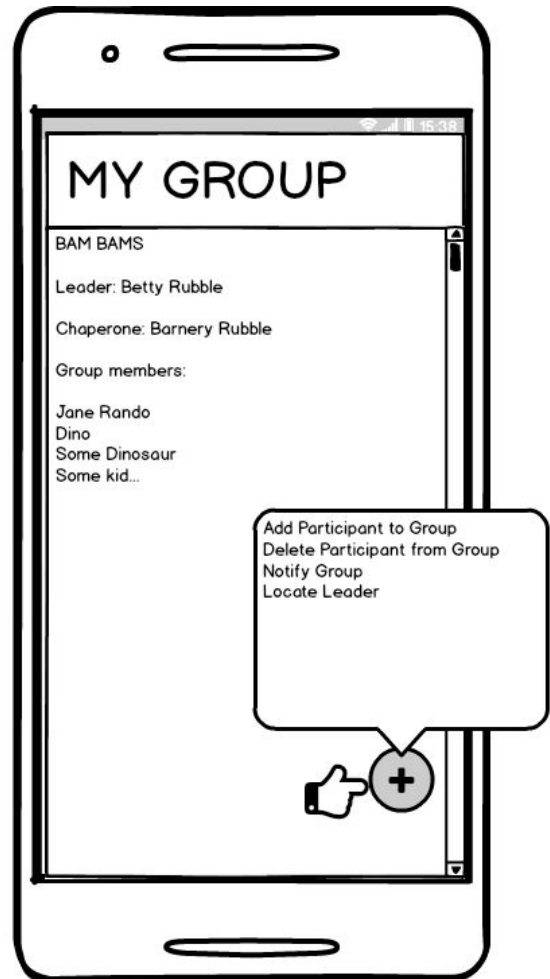 15:38
MY GROUP
BAM BAMS
Leader: Betty Rubble
Chaperone: Barnery Rubble
Group members:
Jane Rando
Dino
Some Dinosaur
Some kid...
Add Participant to Group
Delete Participant from Group
Notify Group
Locate Leader
+